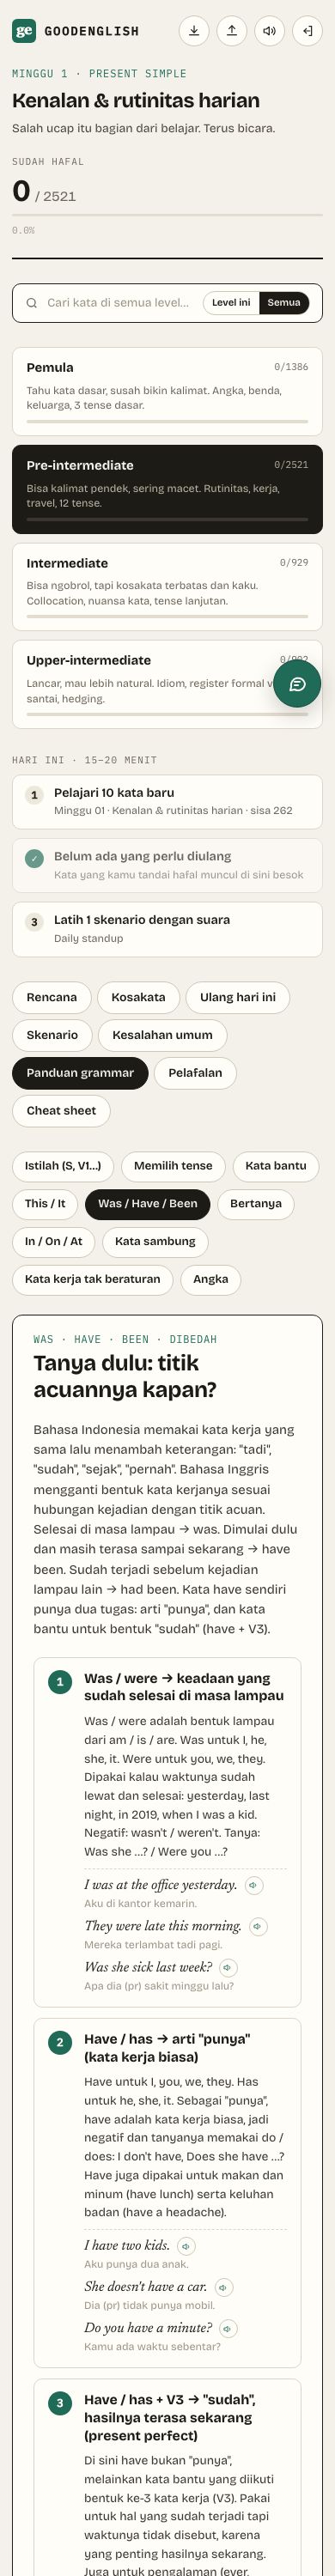 ge GOODENGLISH
MINGGU 1 · PRESENT SIMPLE
Kenalan & rutinitas harian
Salah ucap itu bagian dari belajar. Terus bicara.
SUDAH HAFAL
0 / 2521
0.0%
Cari kata di semua level... Level ini Semua
Pemula 0/1386
Tahu kata dasar, susah bikin kalimat. Angka, benda,
keluarga, 3 tense dasar.
Pre-intermediate 0/2521
Bisa kalimat pendek, sering macet. Rutinitas, kerja,
travel, 12 tense.
Intermediate 0/929
Bisa ngobrol, tapi kosakata terbatas dan kaku.
Collocation, nuansa kata, tense lanjutan.
Upper-intermediate
Lancar, mau lebih natural. Idiom, register formal
santai, hedging.
HARI INI · 15–20 MENIT
1 Pelajari 10 kata baru
Minggu 01 · Kenalan & rutinitas harian · sisa 262
✓ Belum ada yang perlu diulang
Kata yang kamu tandai hafal muncul di sini besok
3 Latih 1 skenario dengan suara
Daily standup
Rencana Kosakata Ulang hari ini
Skenario Kesalahan umum
Panduan grammar Pelafalan
Cheat sheet
Istilah (S, V1...) Memilih tense Kata bantu
This / It Was / Have / Been Bertanya
In / On / At Kata sambung
Kata kerja tak beraturan Angka
WAS · HAVE · BEEN · DIBEDAH
Tanya dulu: titik
acuannya kapan?
Bahasa Indonesia memakai kata kerja yang
sama lalu menambah keterangan: "tadi",
"sudah", "sejak", "pernah". Bahasa Inggris
mengganti bentuk kata kerjanya sesuai
hubungan kejadian dengan titik acuan.
Selesai di masa lampau → was. Dimulai dulu
dan masih terasa sampai sekarang → have
been. Sudah terjadi sebelum kejadian
lampau lain → had been. Kata have sendiri
punya dua tugas: arti "punya", dan kata
bantu untuk bentuk "sudah" (have + V3).
1 Was / were → keadaan yang
sudah selesai di masa lampau
Was / were adalah bentuk lampau
dari am / is / are. Was untuk I, he,
she, it. Were untuk you, we, they.
Dipakai kalau waktunya sudah
lewat dan selesai: yesterday, last
night, in 2019, when I was a kid.
Negatif: wasn't / weren't. Tanya:
Was she ...? / Were you ...?
I was at the office yesterday.
Aku di kantor kemarin.
They were late this morning.
Mereka terlambat tadi pagi.
Was she sick last week?
Apa dia (pr) sakit minggu lalu?
2 Have / has → arti "punya"
(kata kerja biasa)
Have untuk I, you, we, they. Has
untuk he, she, it. Sebagai "punya",
have adalah kata kerja biasa, jadi
negatif dan tanyanya memakai do /
does: I don't have, Does she have ...?
Have juga dipakai untuk makan dan
minum (have lunch) serta keluhan
badan (have a headache).
I have two kids.
Aku punya dua anak.
She doesn't have a car.
Dia (pr) tidak punya mobil.
Do you have a minute?
Kamu ada waktu sebentar?
3 Have / has + V3 → "sudah",
hasilnya terasa sekarang
(present perfect)
Di sini have bukan "punya",
melainkan kata bantu yang diikuti
bentuk ke-3 kata kerja (V3). Pakai
untuk hal yang sudah terjadi tapi
waktunya tidak disebut, karena
yang penting hasilnya sekarang.
Juga untuk pengalaman (ever,